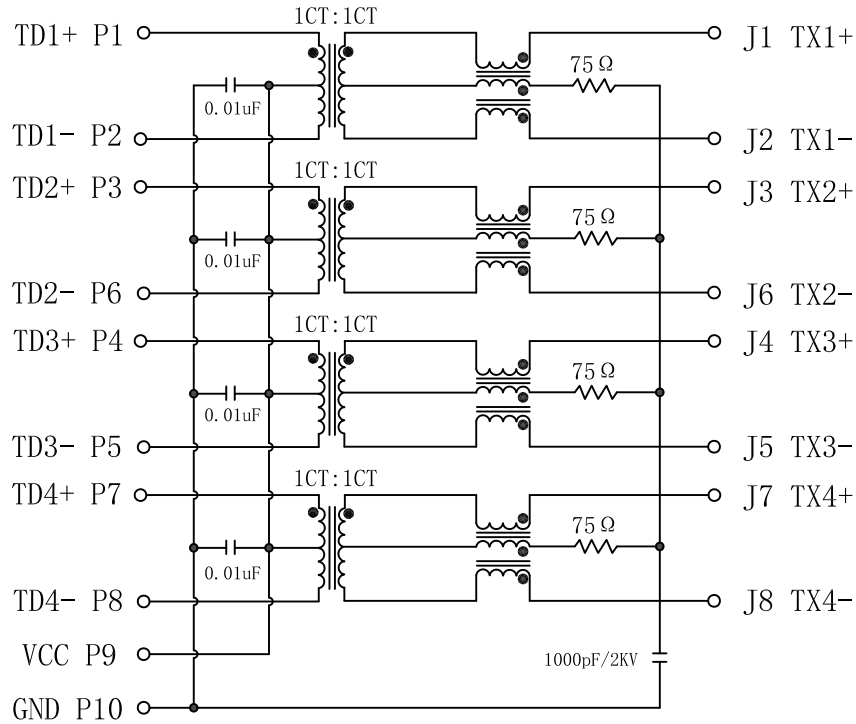 1CT:1CT
TD1+ P1
J1 TX1+
75Ω
0.01uF
TD1- P2
J2 TX1-
1CT:1CT
TD2+ P3
J3 TX2+
75Ω
0.01uF
TD2- P6
J6 TX2-
1CT:1CT
TD3+ P4
J4 TX3+
75Ω
0.01uF
TD3- P5
J5 TX3-
1CT:1CT
TD4+ P7
J7 TX4+
75Ω
0.01uF
TD4- P8
J8 TX4-
VCC P9
1000pF/2KV
GND P10